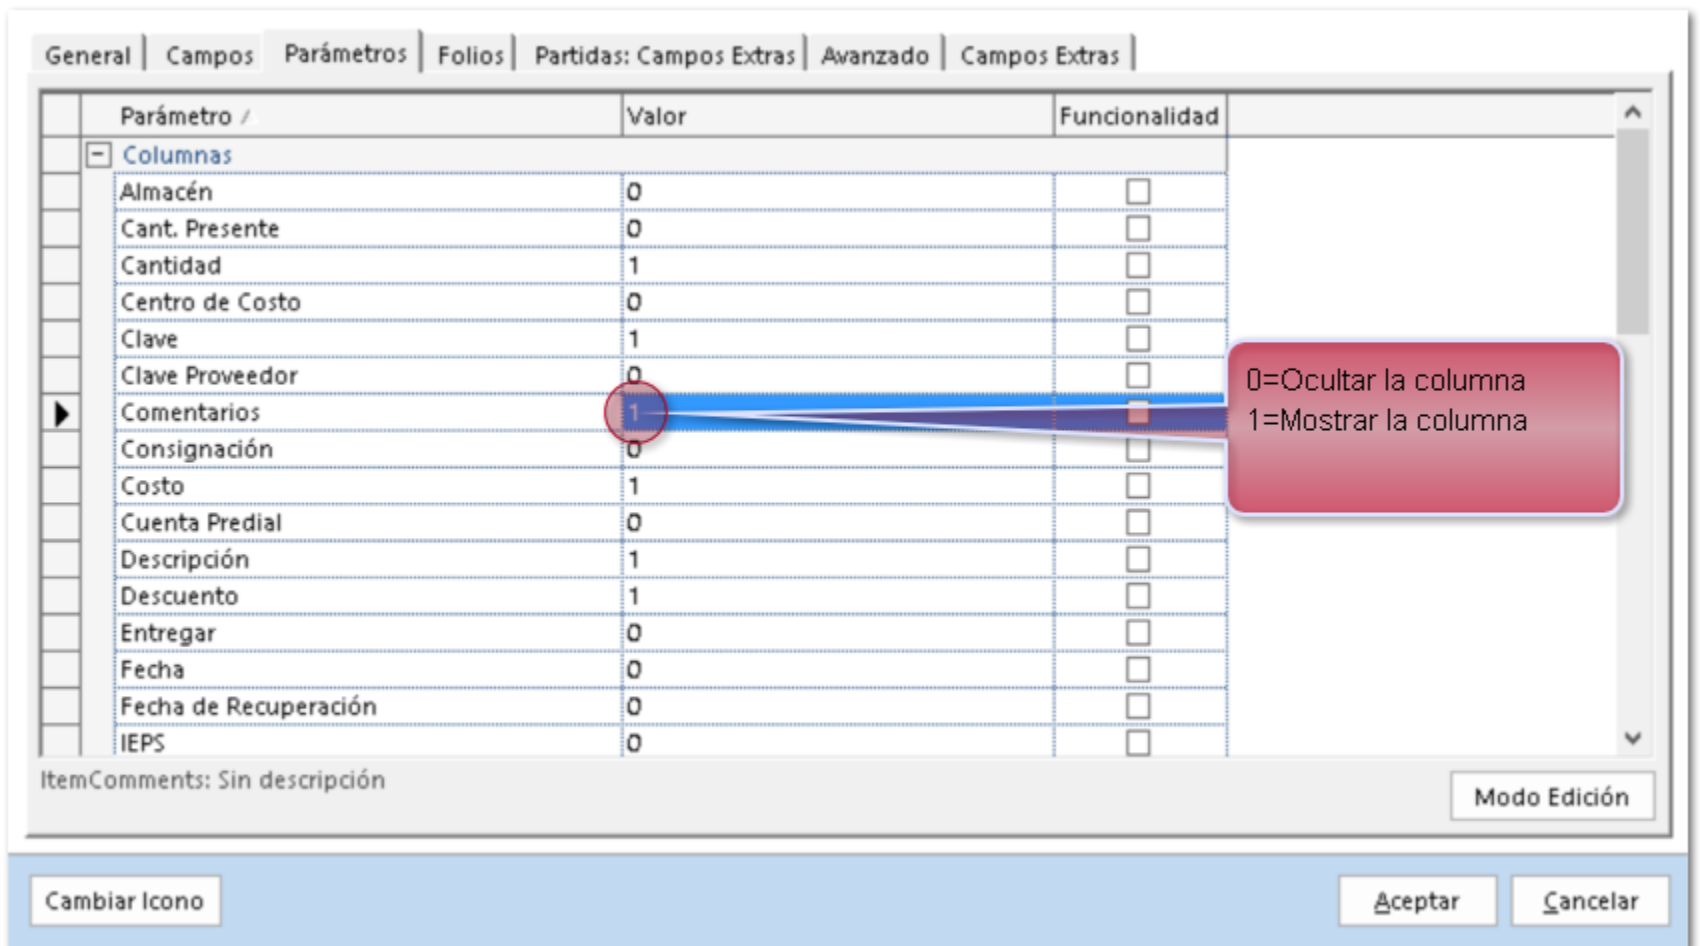 General Campos Parámetros Folios Partidas: Campos Extras Avanzado Campos Extras
Parámetro Valor Funcionalidad
Columnas
Almacén 0
Cant. Presente 0
Cantidad 1
Centro de Costo 0
Clave 1
Clave Proveedor 0
Comentarios 1
Consignación 0
Costo 1
Cuenta Predial 0
Descripción 1
Descuento 1
Entregar 0
Fecha 0
Fecha de Recuperación 0
IEPS 0
0=Ocultar la columna
1=Mostrar la columna
ItemComments: Sin descripción
Modo Edición
Cambiar Icono Aceptar Cancelar